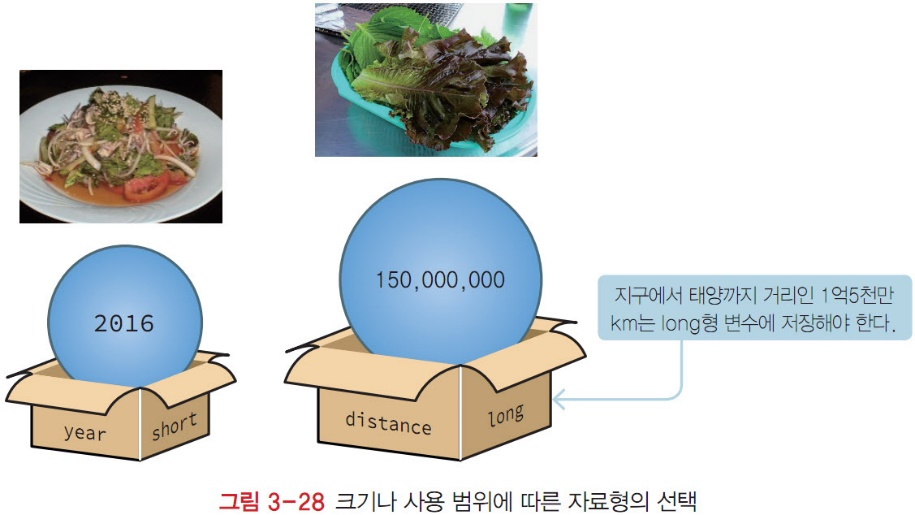 2016
150,000,000
지구에서 태양까지 거리인 1억5천만
km는 long형 변수에 저장해야 한다.
year short
distance long
그림 3-28 크기나 사용 범위에 따른 자료형의 선택